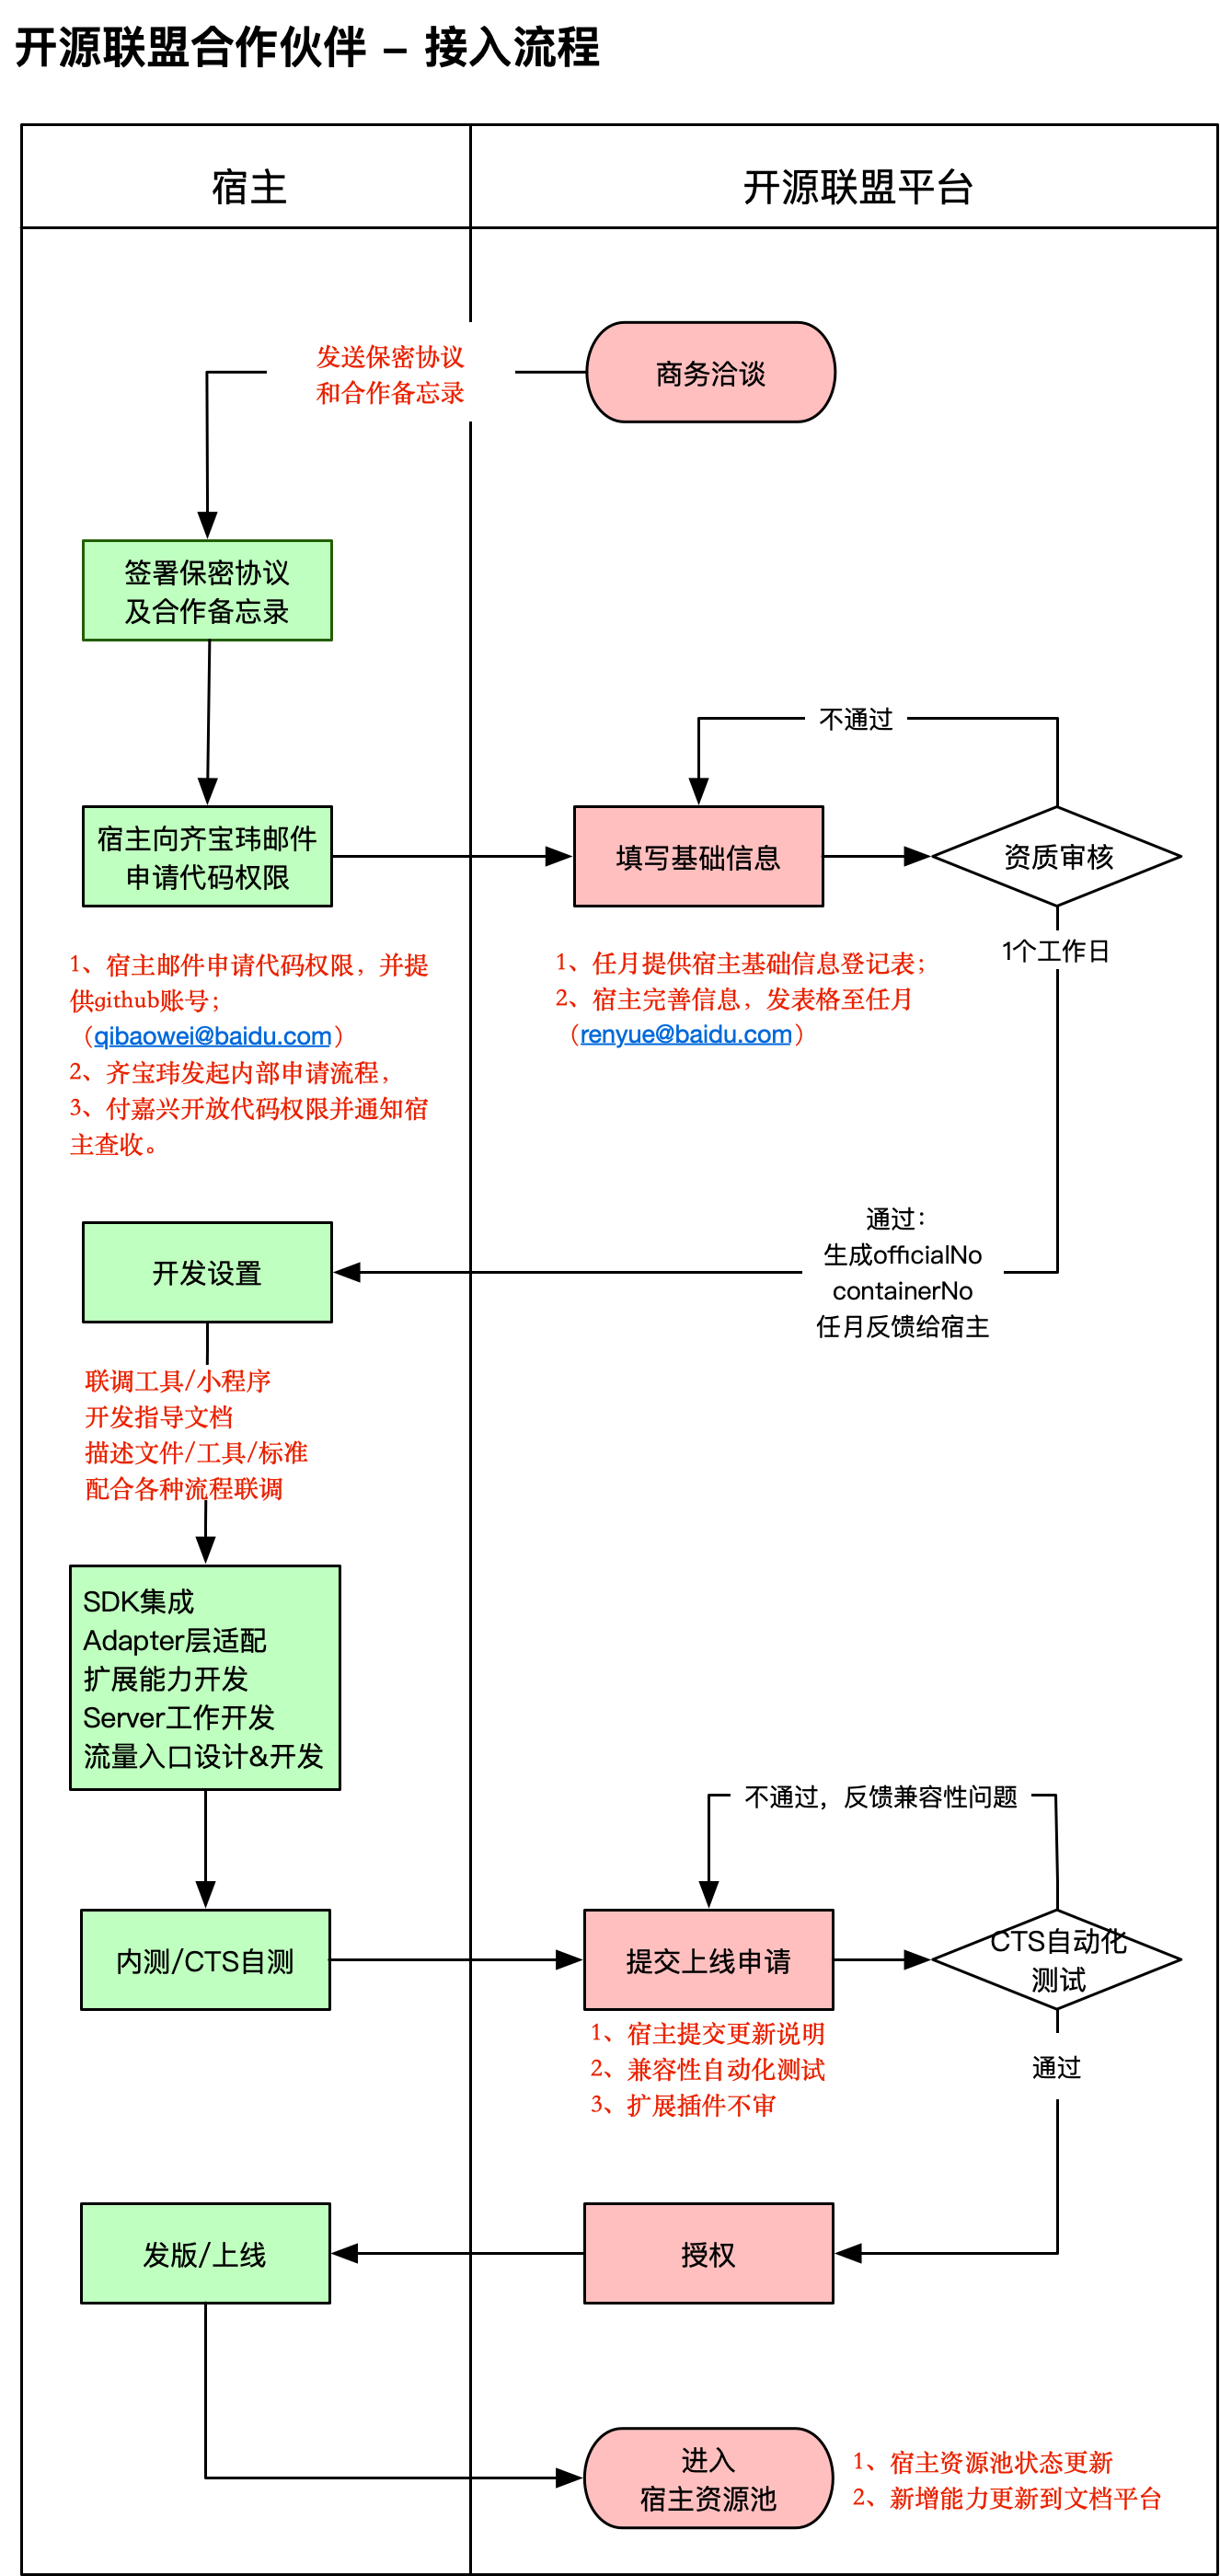 开源联盟合作伙伴 – 接入流程
宿主
开源联盟平台
商务洽谈
发送保密协议
和合作备忘录
签署保密协议
及合作备忘录
不通过
宿主向齐宝玮邮件
申请代码权限
填写基础信息
资质审核
1个工作日
1、宿主邮件申请代码权限，并提
供github账号；
（qibaowei@baidu.com）
2、齐宝玮发起内部申请流程，
3、付嘉兴开放代码权限并通知宿
主查收。
1、任月提供宿主基础信息登记表；
2、宿主完善信息，发表格至任月
（renyue@baidu.com）
通过：
生成officialNo
containerNo
任月反馈给宿主
开发设置
联调工具/小程序
开发指导文档
描述文件/工具/标准
配合各种流程联调
SDK集成
Adapter层适配
扩展能力开发
Server工作开发
流量入口设计&开发
不通过，反馈兼容性问题
内测/CTS自测
提交上线申请
CTS自动化
测试
1、宿主提交更新说明
2、兼容性自动化测试
3、扩展插件不审
通过
发版/上线
授权
进入
宿主资源池
1、宿主资源池状态更新
2、新增能力更新到文档平台